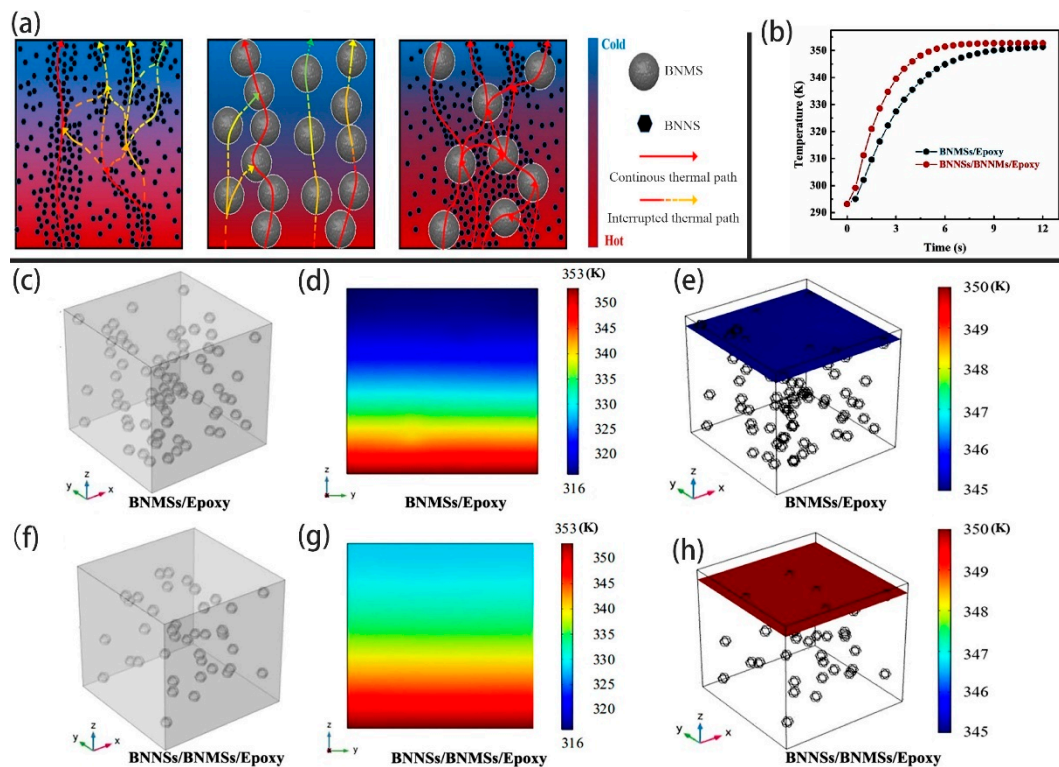 (a)
Cold
BNMS
BNNS
Continous thermal path
Interrupted thermal path
Hot
(b)
Temperature (K)
350
340
330
320
310
300
290
BNMSs/Epoxy
BNNSs/BNNMs/Epoxy
0
3
6
9
12
Time (s)
(c)
z
y
x
BNMSs/Epoxy
(d)
353(K)
350
320
340
335
330
325
320
316
z
y
BNMSs/Epoxy
(e)
350(K)
349
348
347
346
345
z
y
x
BNMSs/Epoxy
(f)
z
y
x
BNNSs/BNMSs/Epoxy
(g)
353(K)
350
320
340
335
330
325
320
316
z
y
BNNSs/BNMSs/Epoxy
(h)
350(K)
349
348
347
346
345
z
y
x
BNNSs/BNMSs/Epoxy